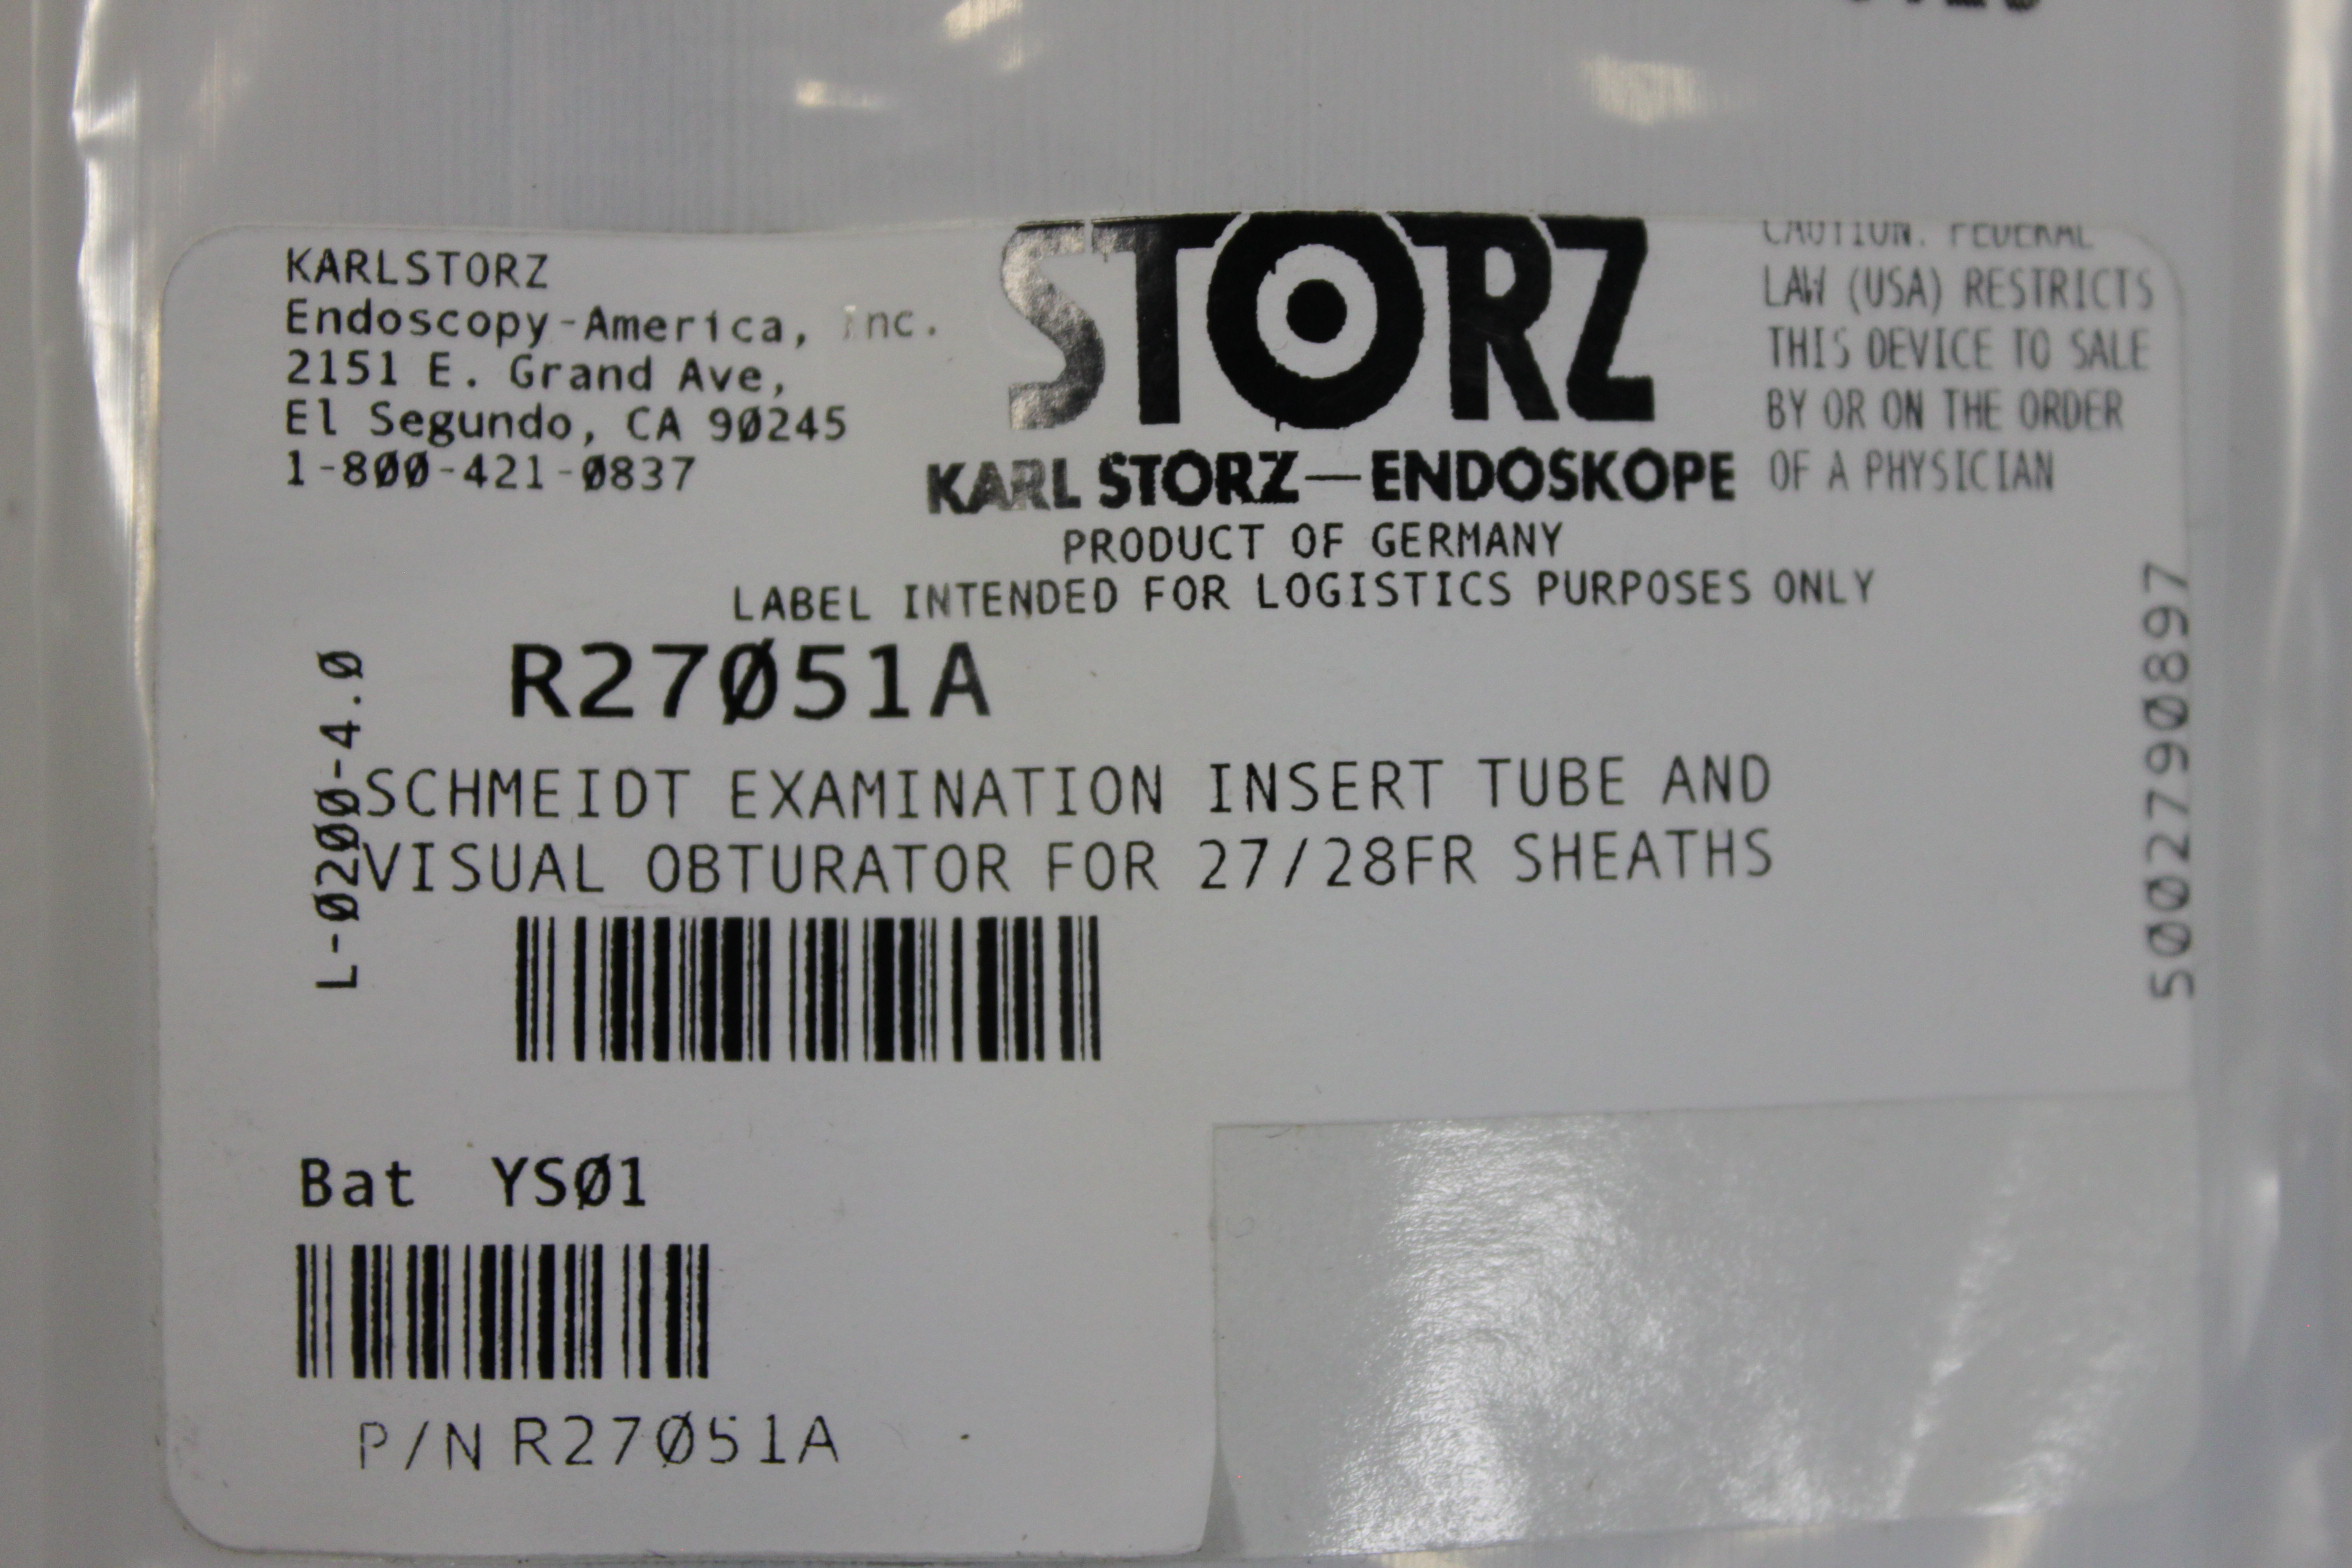 KARLSTORZ
Endoscopy-America, Inc.
2151 E. Grand Ave,
El Segundo, CA 90245
1-800-421-0837
STORZ
KARL STORZ—ENDOSKOPE
CAUTION: FEDERAL
LAW (USA) RESTRICTS
THIS DEVICE TO SALE
BY OR ON THE ORDER
OF A PHYSICIAN
PRODUCT OF GERMANY
LABEL INTENDED FOR LOGISTICS PURPOSES ONLY
R27051A
L-0200-4.0
SCHMEIDT EXAMINATION INSERT TUBE AND
VISUAL OBTURATOR FOR 27/28FR SHEATHS
5002790897
Bat YS01
P/N R27051A